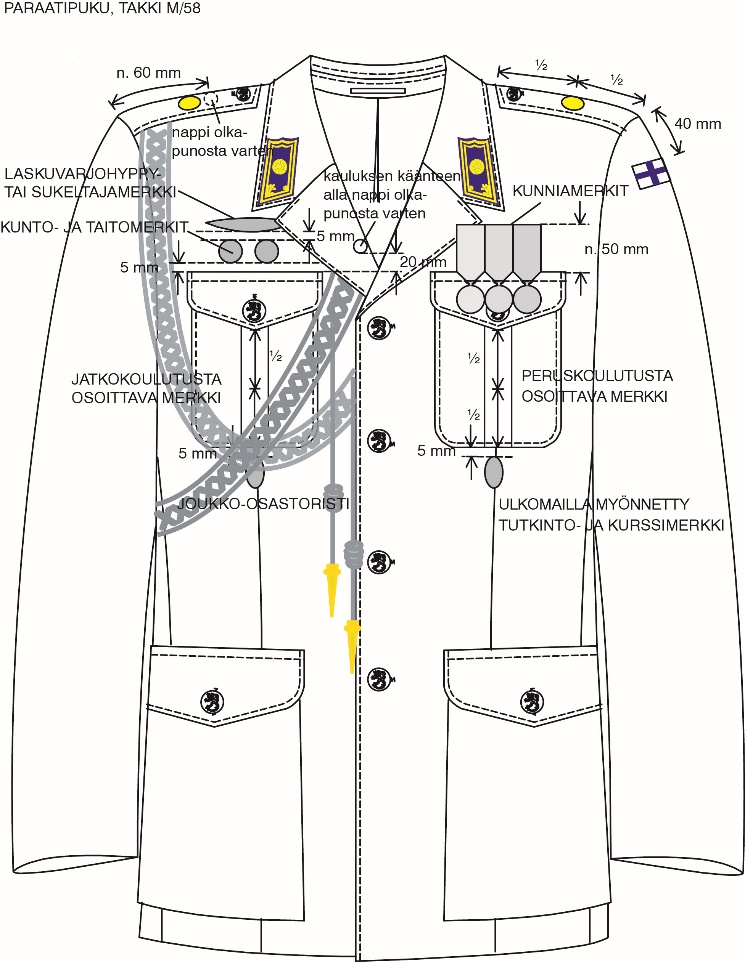 PARAATIPUKU, TAKKI M/58
n. 60 mm
½
½
40 mm
nappi olka-
punosta varten
LASKUVARJOHYPPY-
TAI SUKELTAJAMERKKI
kauluksen käänteen
alla nappi olka-
punosta varten
KUNNIAMERKIT
KUNTO- JA TAITOMERKIT
5 mm
n. 50 mm
20 mm
5 mm
½
½
JATKOKOULUTUSTA
OSOITTAVA MERKKI
PERUSKOULUTUSTA
OSOITTAVA MERKKI
½
5 mm
5 mm
JOUKKO-OSASTORISTI
ULKOMAILLA MYÖNNETTY
TUTKINTO- JA KURSSIMERKKI